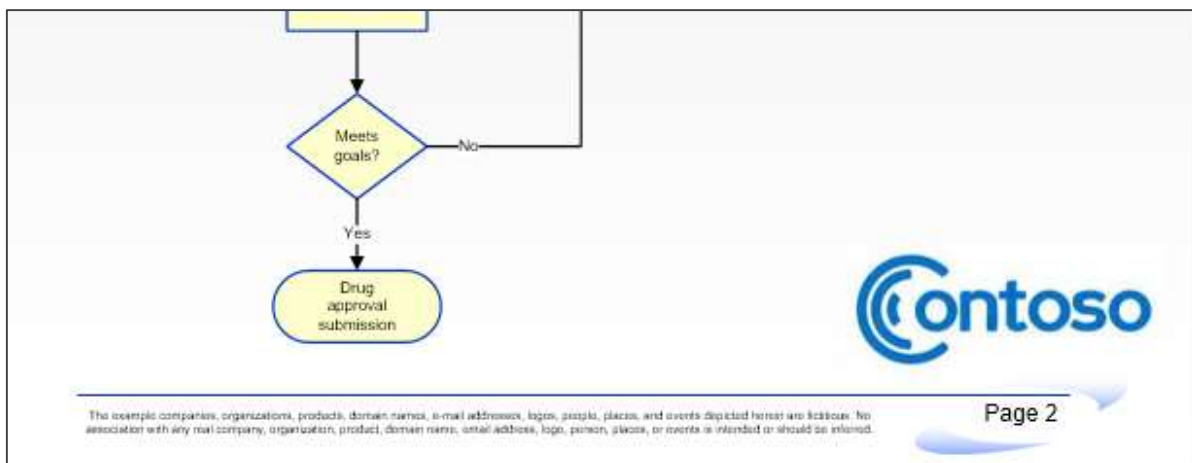 Meets
goals?
No
Yes
Drug
approval
submission
Contoso
The example companies, organizations, products, domain names, e-mail addresses, logos, people, places, and events depicted herein are fictitious. No
association with any real company, organization, product, domain name, email address, logo, person, places, or events is intended or should be inferred.
Page 2